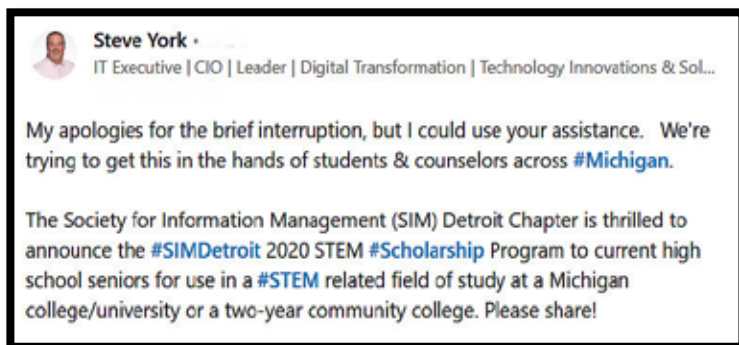 Steve York ·
IT Executive | CIO | Leader | Digital Transformation | Technology Innovations & Sol...
My apologies for the brief interruption, but I could use your assistance. We're
trying to get this in the hands of students & counselors across #Michigan.
The Society for Information Management (SIM) Detroit Chapter is thrilled to
announce the #SIMDetroit 2020 STEM #Scholarship Program to current high
school seniors for use in a #STEM related field of study at a Michigan
college/university or a two-year community college. Please share!